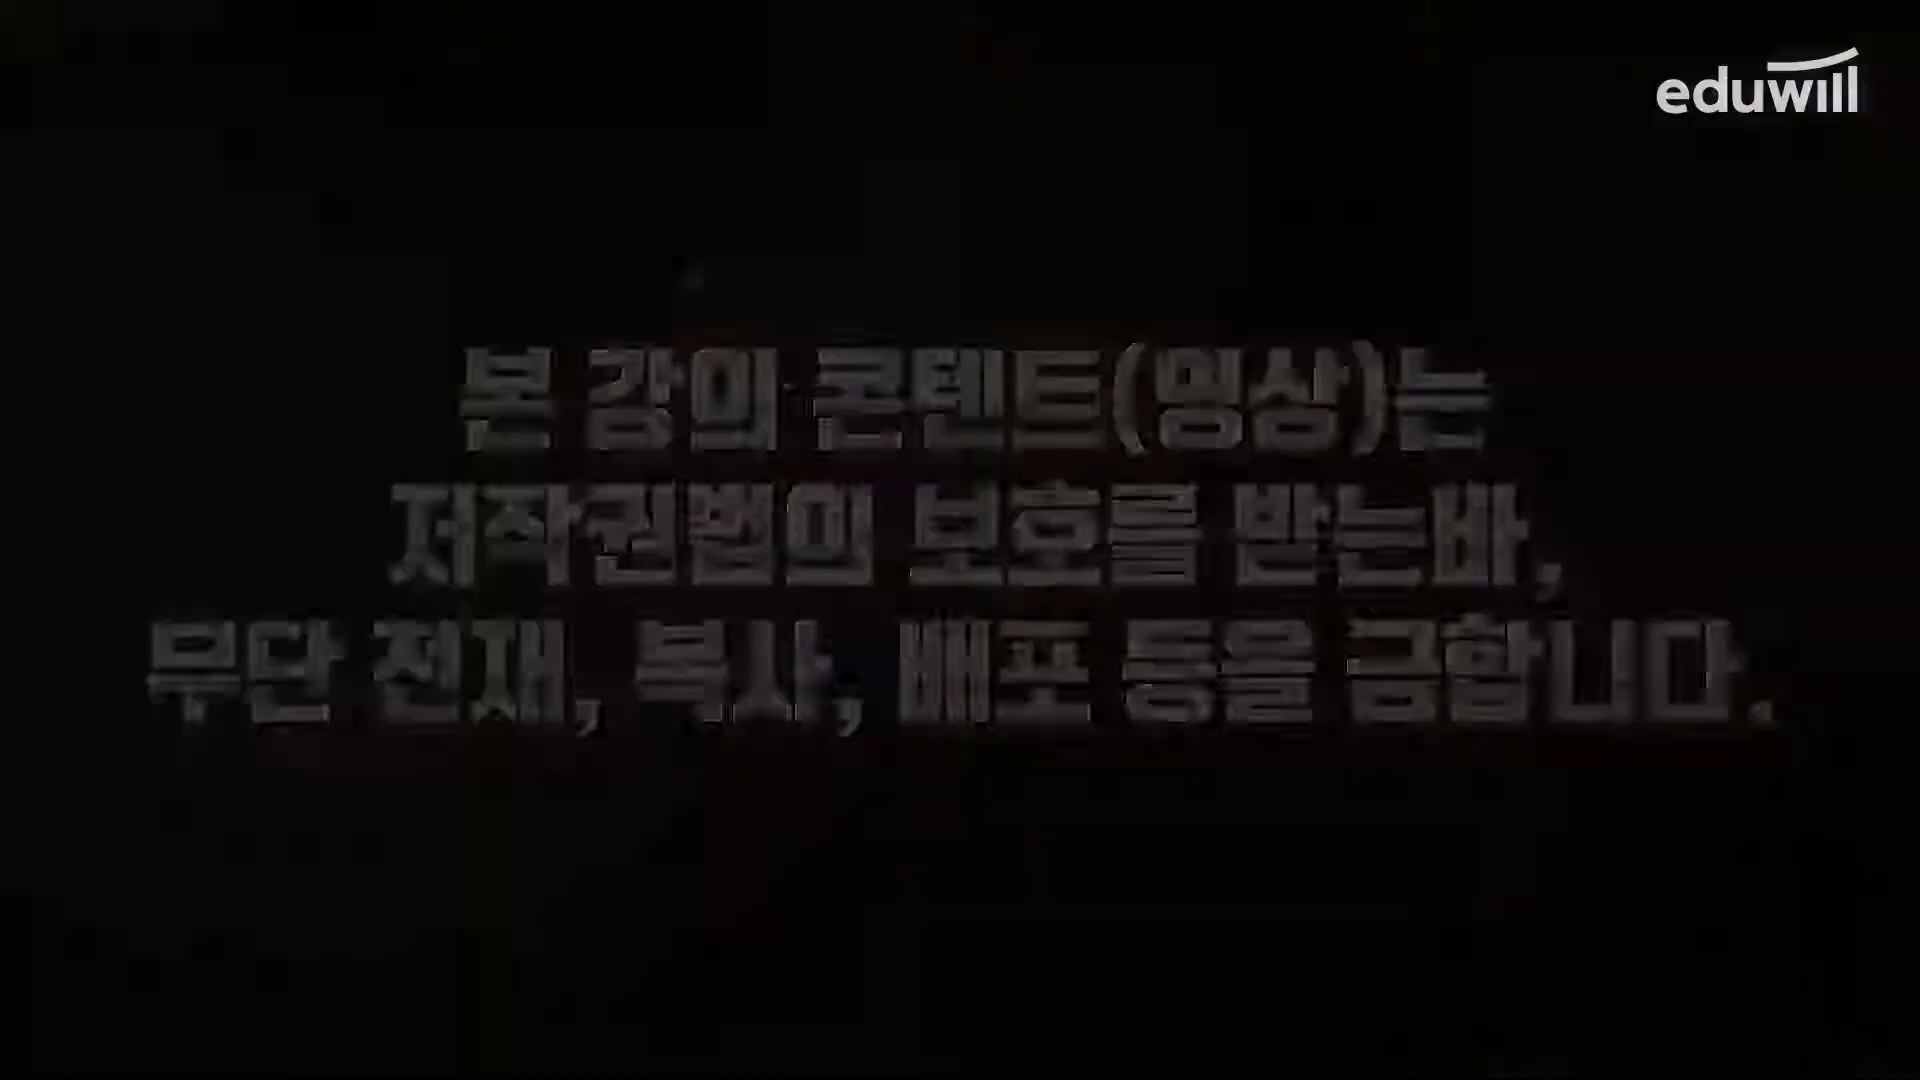 eduwill
본 강의 콘텐트(영상)는
저작권법의 보호를 받는바,
무단 전재, 복사, 배포 등을 금합니다.